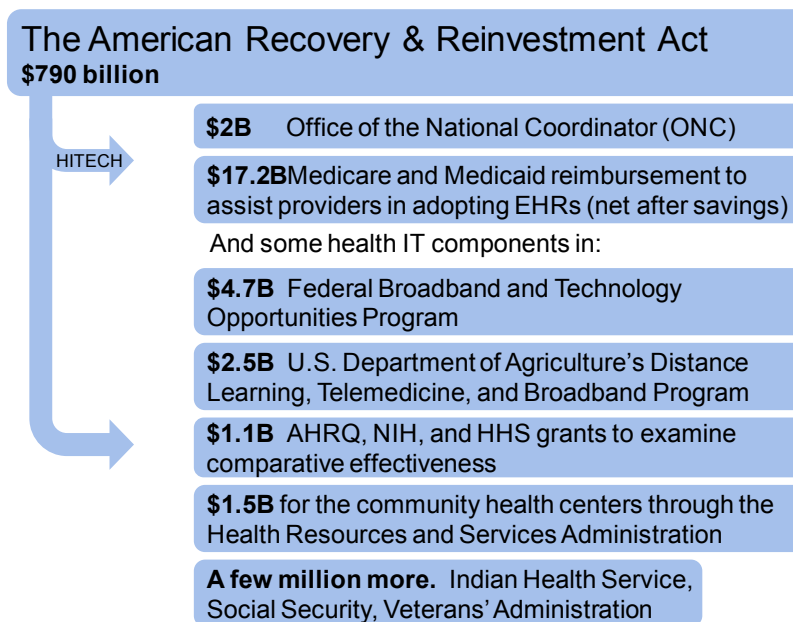 The American Recovery & Reinvestment Act
$790 billion
$2B Office of the National Coordinator (ONC)
HITECH
$17.2BMedicare and Medicaid reimbursement to
assist providers in adopting EHRs (net after savings)
And some health IT components in:
$4.7B Federal Broadband and Technology
Opportunities Program
$2.5B U.S. Department of Agriculture's Distance
Learning, Telemedicine, and Broadband Program
$1.1B AHRQ, NIH, and HHS grants to examine
comparative effectiveness
$1.5B for the community health centers through the
Health Resources and Services Administration
A few million more. Indian Health Service,
Social Security, Veterans' Administration